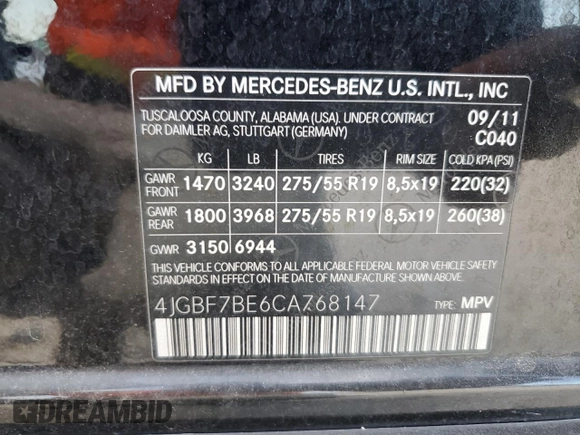 MFD BY MERCEDES-BENZ U.S. INTL., INC
TUSCALOOSA COUNTY, ALABAMA (USA). UNDER CONTRACT 09/11
FOR DAIMLER AG, STUTTGART (GERMANY) C040
KG LB TIRES RIM SIZE COLD KPA(PSI)
GAWR FRONT 1470 3240 275/55 R19 8,5x19 220(32)
GAWR REAR 1800 3968 275/55 R19 8,5x19 260(38)
GVWR 3150 6944
THIS VEHICLE CONFORMS TO ALL APPLICABLE FEDERAL MOTOR VEHICLE SAFETY
STANDARDS IN EFFECT ON THE DATE OF MANUFACTURE SHOWN ABOVE.
4JGBF7BE6CA768147 TYPE: MPV
DREAMBID